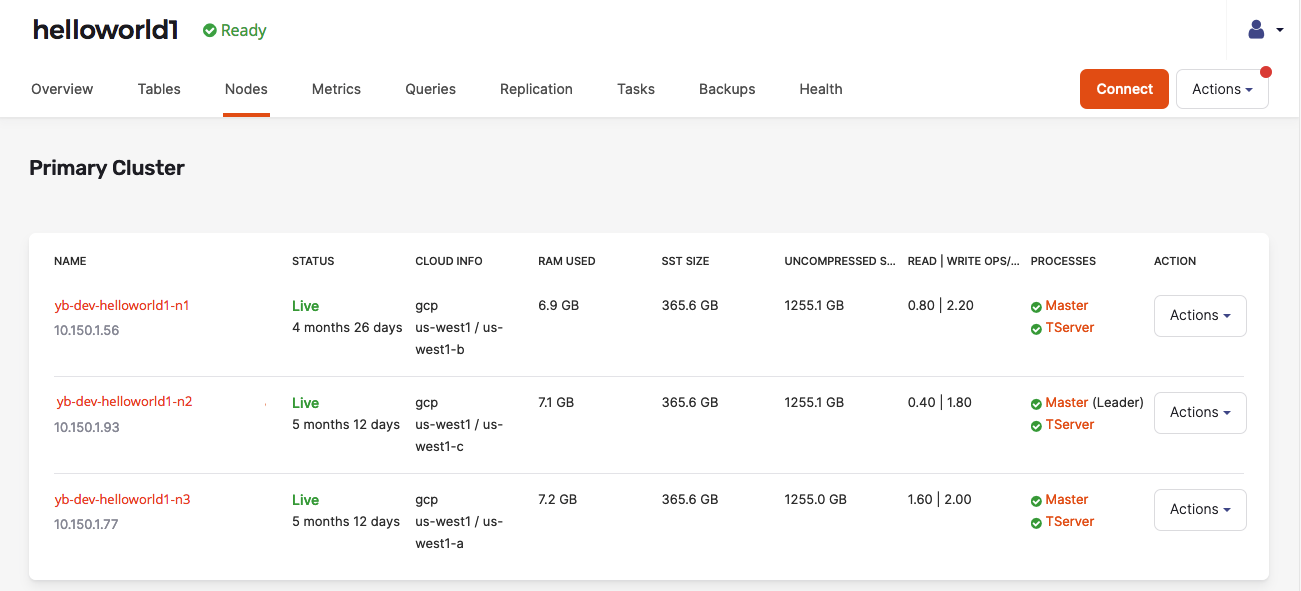 helloworld1 Ready
Overview Tables Nodes Metrics Queries Replication Tasks Backups Health Connect Actions
Primary Cluster
NAME STATUS CLOUD INFO RAM USED SST SIZE UNCOMPRESSED S... READ | WRITE OPS/... PROCESSES ACTION
yb-dev-helloworld1-n1 Live gcp 6.9 GB 365.6 GB 1255.1 GB 0.80 | 2.20 Master Actions
10.150.1.56 4 months 26 days us-west1 / us- TServer
west1-b
yb-dev-helloworld1-n2 Live gcp 7.1 GB 365.6 GB 1255.1 GB 0.40 | 1.80 Master (Leader) Actions
10.150.1.93 5 months 12 days us-west1 / us- TServer
west1-c
yb-dev-helloworld1-n3 Live gcp 7.2 GB 365.6 GB 1255.0 GB 1.60 | 2.00 Master Actions
10.150.1.77 5 months 12 days us-west1 / us- TServer
west1-a